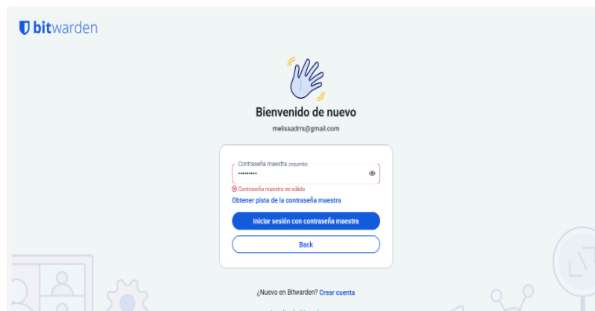 bitwarden
Bienvenido de nuevo
melissadrrs@gmail.com
Contraseña maestra (requerido)
•••••••••
Contraseña maestra no válida
Obtener pista de la contraseña maestra
Iniciar sesión con contraseña maestra
Back
¿Nuevo en Bitwarden? Crear cuenta